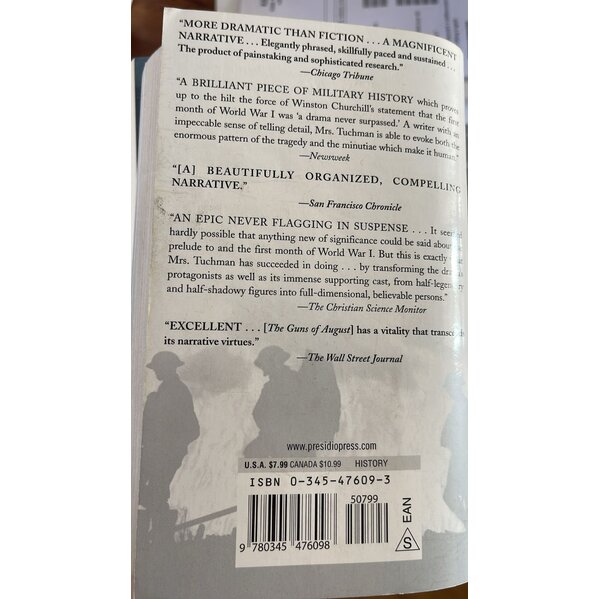 “MORE DRAMATIC THAN FICTION . . . A MAGNIFICENT
NARRATIVE . . . Elegantly phrased, skillfully paced and sustained . . .
The product of painstaking and sophisticated research.”
—Chicago Tribune
“A BRILLIANT PIECE OF MILITARY HISTORY which proves
up to the hilt the force of Winston Churchill’s statement that the first
month of World War I was ‘a drama never surpassed.’ A writer with an
impeccable sense of telling detail, Mrs. Tuchman is able to evoke both the
enormous pattern of the tragedy and the minutiae which make it human.”
—Newsweek
“[A] BEAUTIFULLY ORGANIZED, COMPELLING
NARRATIVE.”
—San Francisco Chronicle
“AN EPIC NEVER FLAGGING IN SUSPENSE . . . It seemed
hardly possible that anything new of significance could be said about
prelude to and the first month of World War I. But this is exactly
Mrs. Tuchman has succeeded in doing . . . by transforming the
protagonists as well as its immense supporting cast, from half-legendary
and half-shadowy figures into full-dimensional, believable persons.”
—The Christian Science Monitor
“EXCELLENT . . . [The Guns of August] has a vitality that transcends
its narrative virtues.”
—The Wall Street Journal
www.presidiopress.com
U.S.A. $7.99 CANADA $10.99 HISTORY
ISBN 0-345-47609-3
50799
9 780345 476098
S EAN